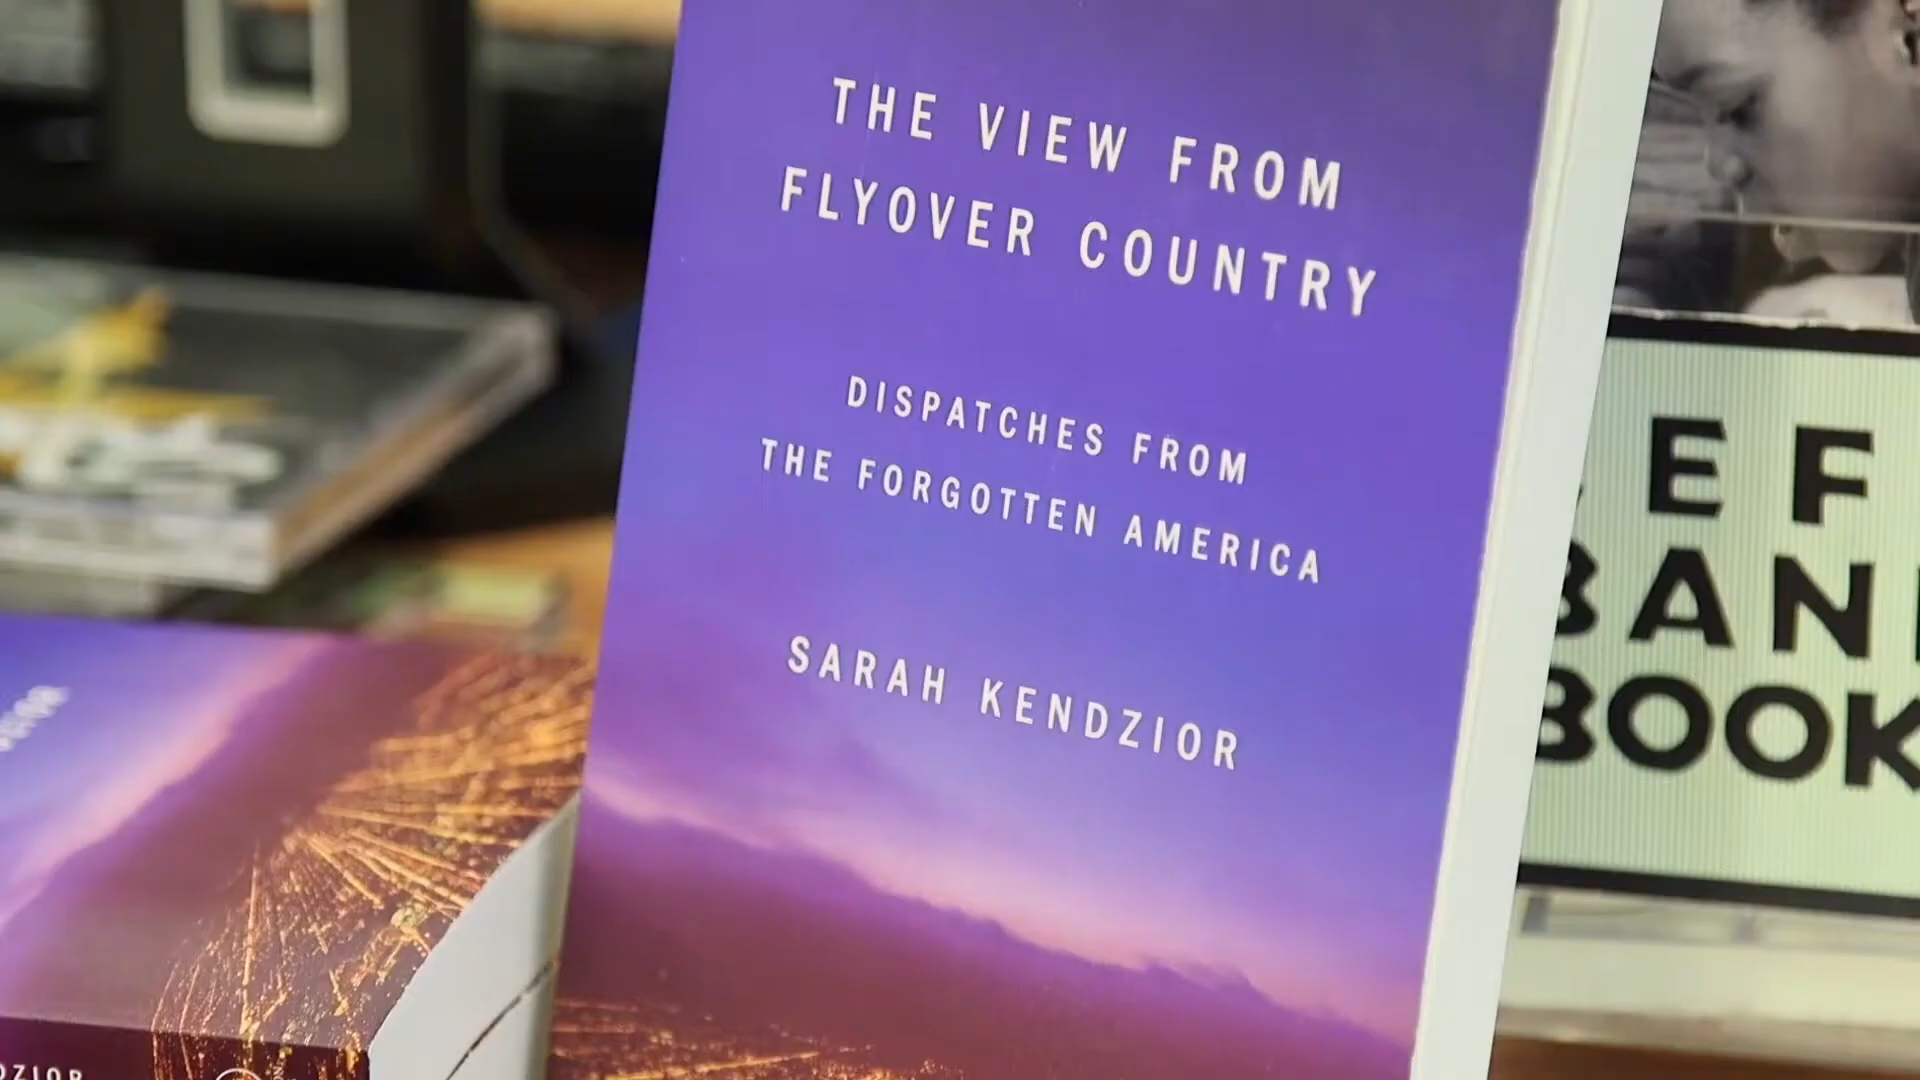 THE VIEW FROM
FLYOVER COUNTRY
DISPATCHES FROM
THE FORGOTTEN AMERICA
SARAH KENDZIOR